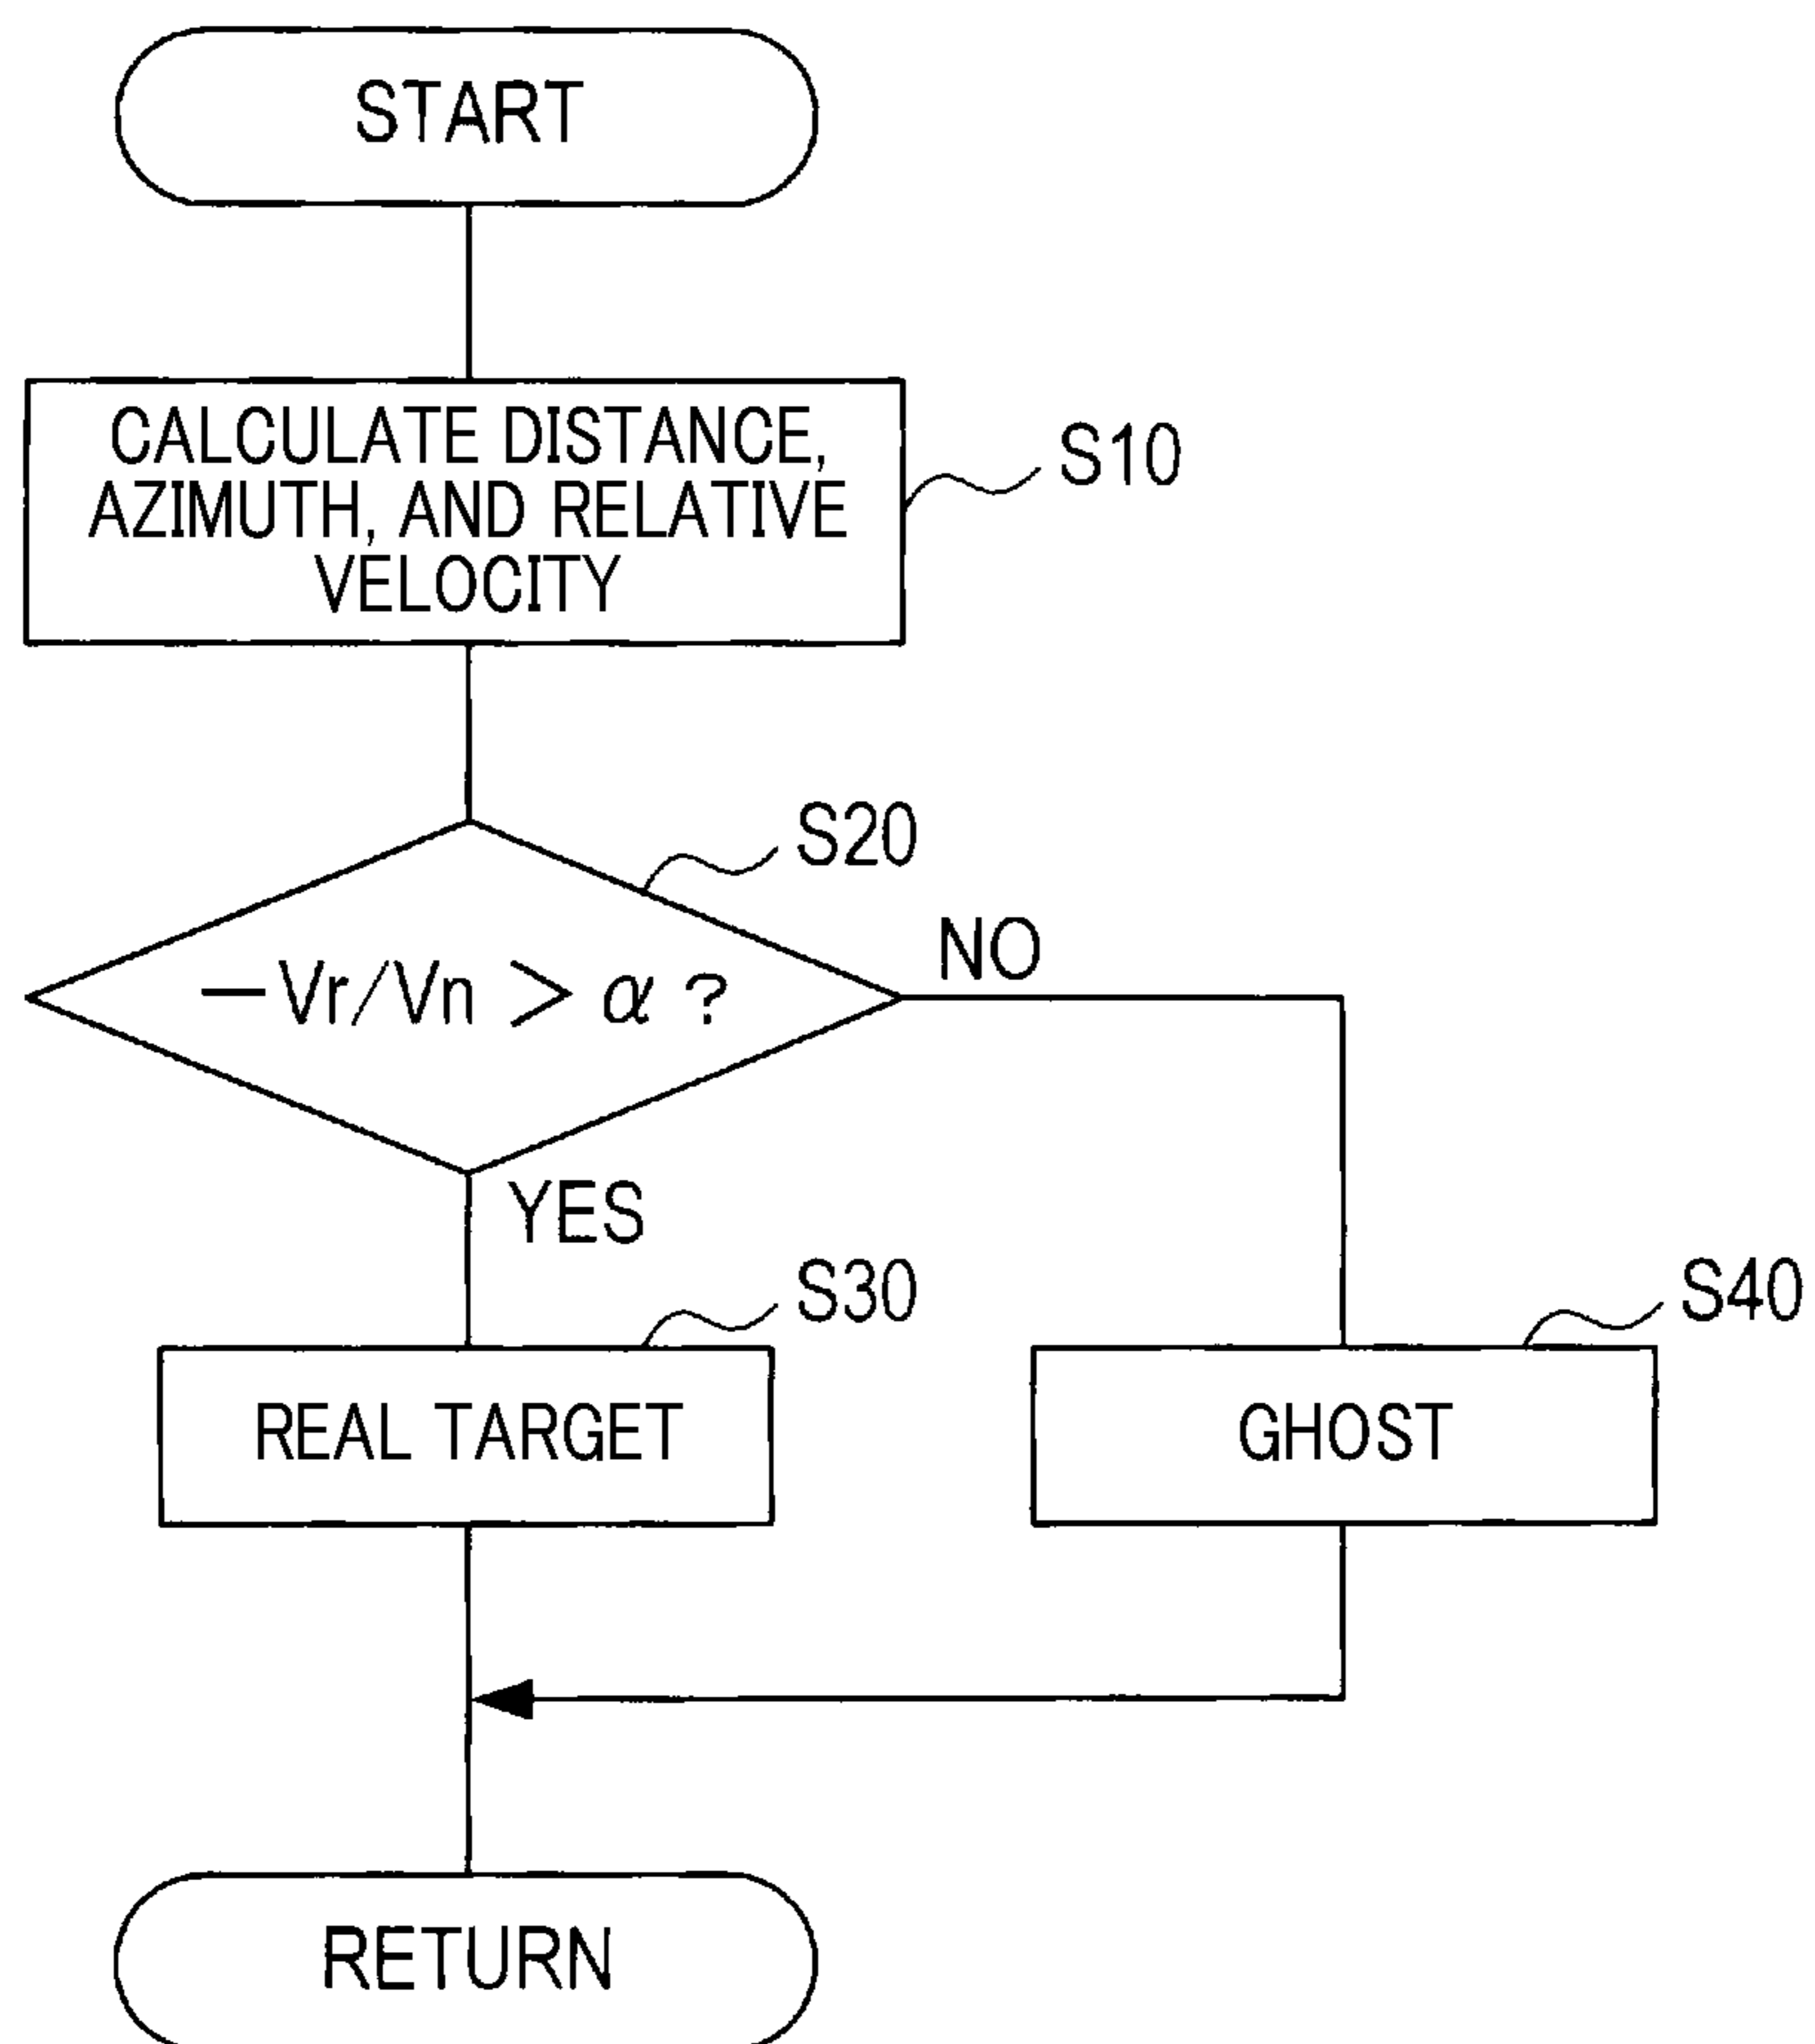 START
CALCULATE DISTANCE,
AZIMUTH, AND RELATIVE
VELOCITY
S10
S20
−Vr/Vn > α ?
NO
YES
S30
S40
REAL TARGET
GHOST
RETURN